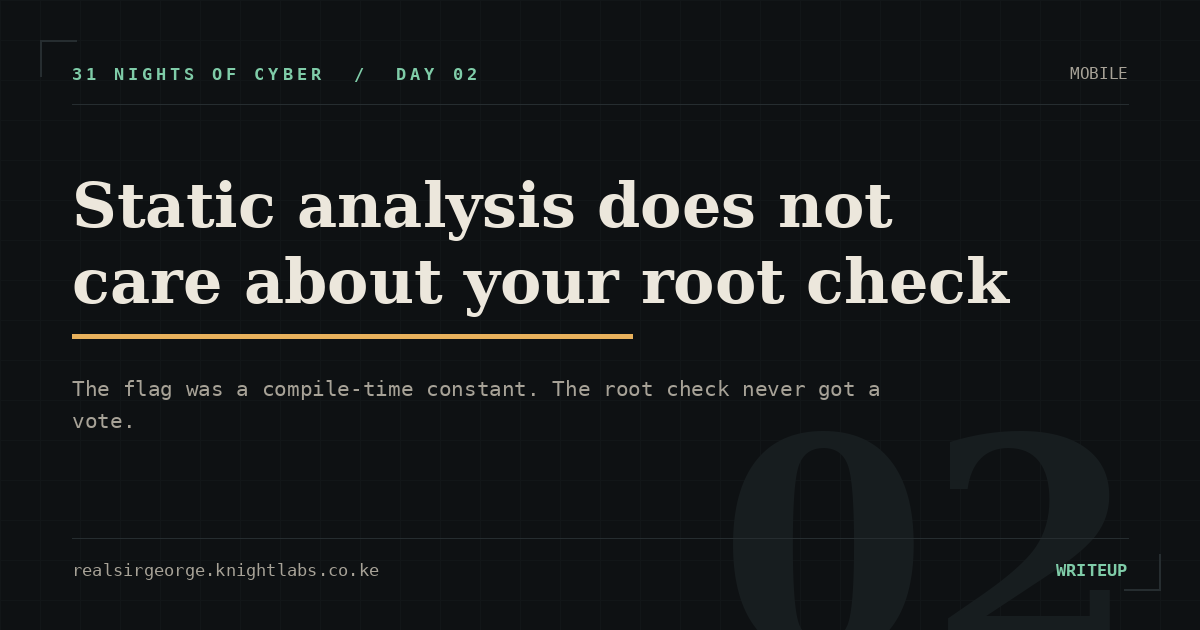 31 NIGHTS OF CYBER / DAY 02
MOBILE
Static analysis does not
care about your root check
The flag was a compile-time constant. The root check never got a
vote.
02
realsirgeorge.knightlabs.co.ke
WRITEUP